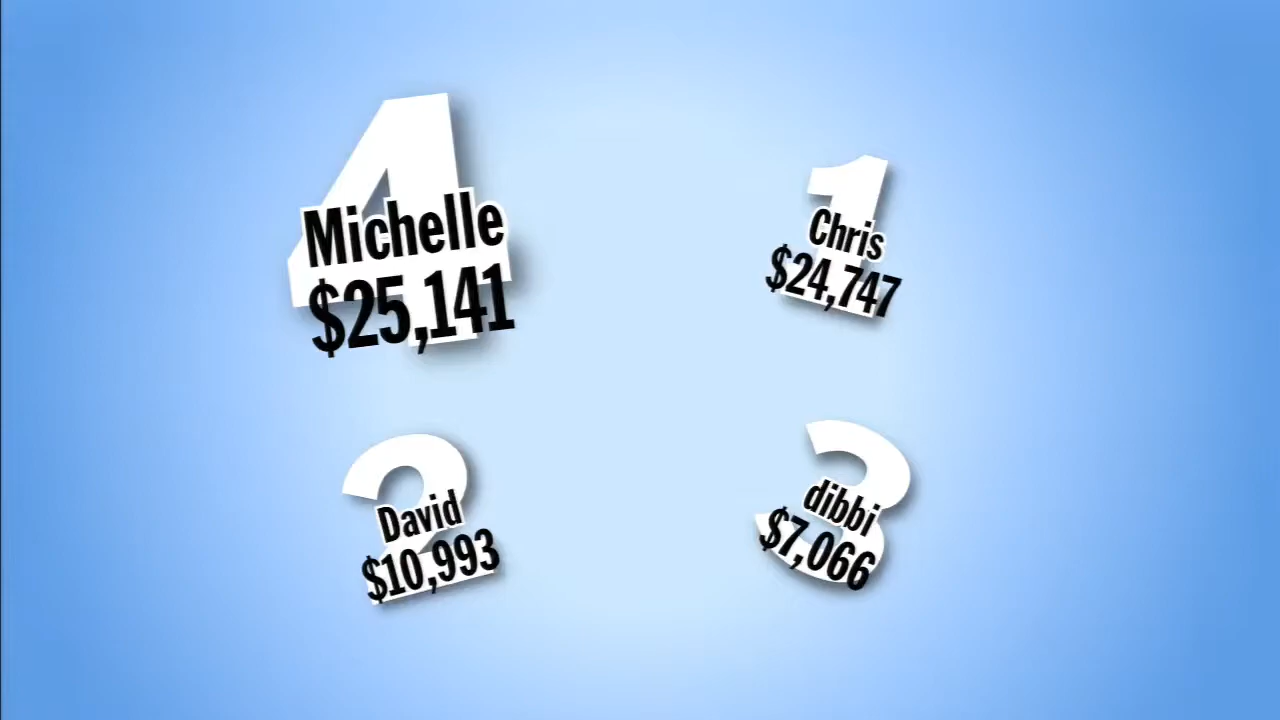 4
Michelle
$25,141
1
Chris
$24,747
2
David
$10,993
3
dibbi
$7,066